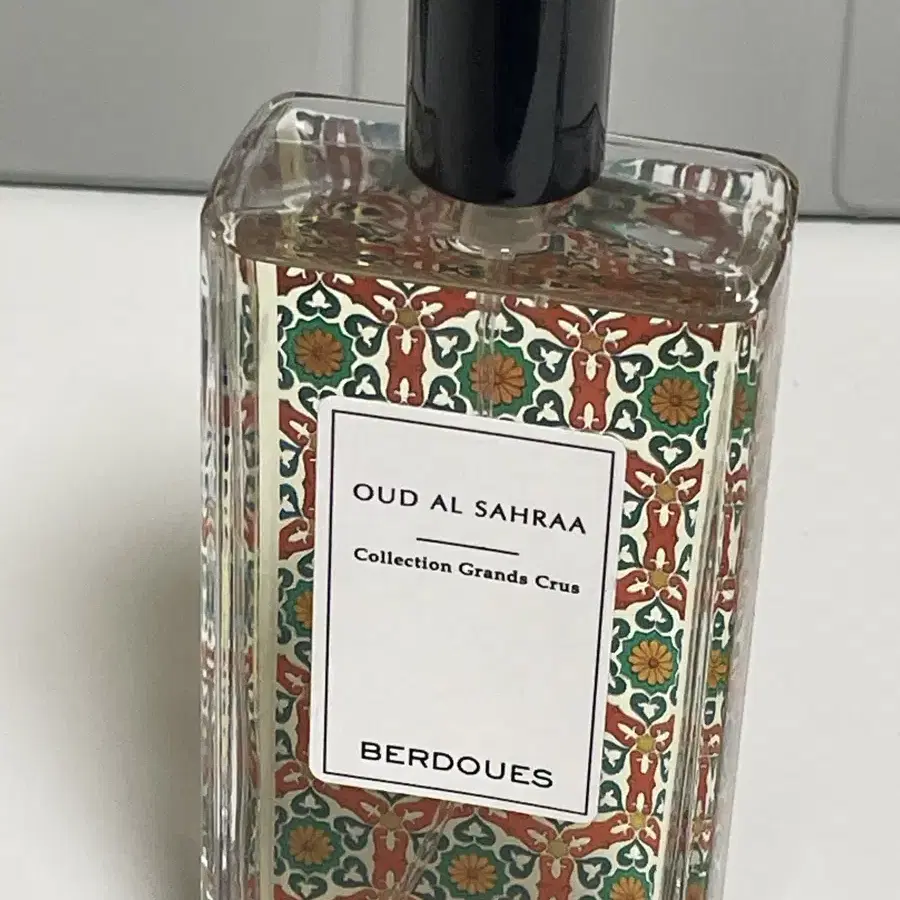 OUD AL SAHRAA
Collection Grands Crus
BERDOUES